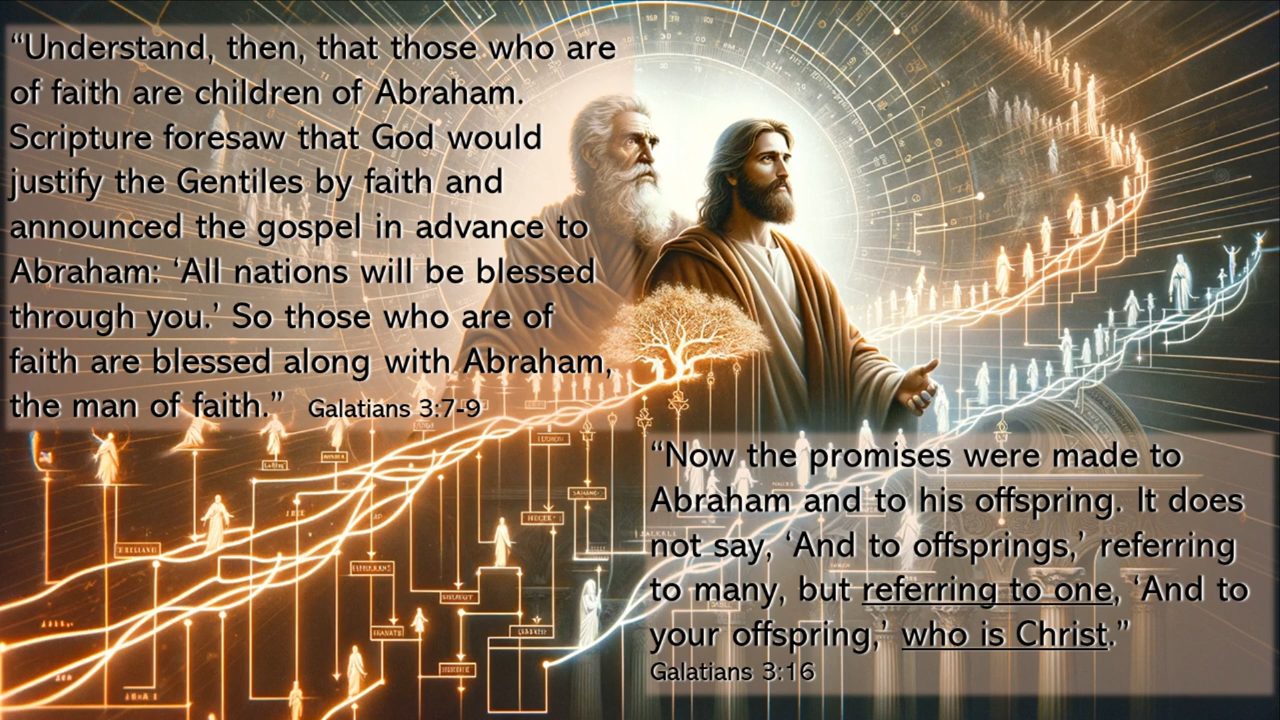 “Understand, then, that those who are
of faith are children of Abraham.
Scripture foresaw that God would
justify the Gentiles by faith and
announced the gospel in advance to
Abraham: ‘All nations will be blessed
through you.’ So those who are of
faith are blessed along with Abraham,
the man of faith.” Galatians 3:7-9
“Now the promises were made to
Abraham and to his offspring. It does
not say, ‘And to offsprings,’ referring
to many, but referring to one, ‘And to
your offspring,’ who is Christ.”
Galatians 3:16